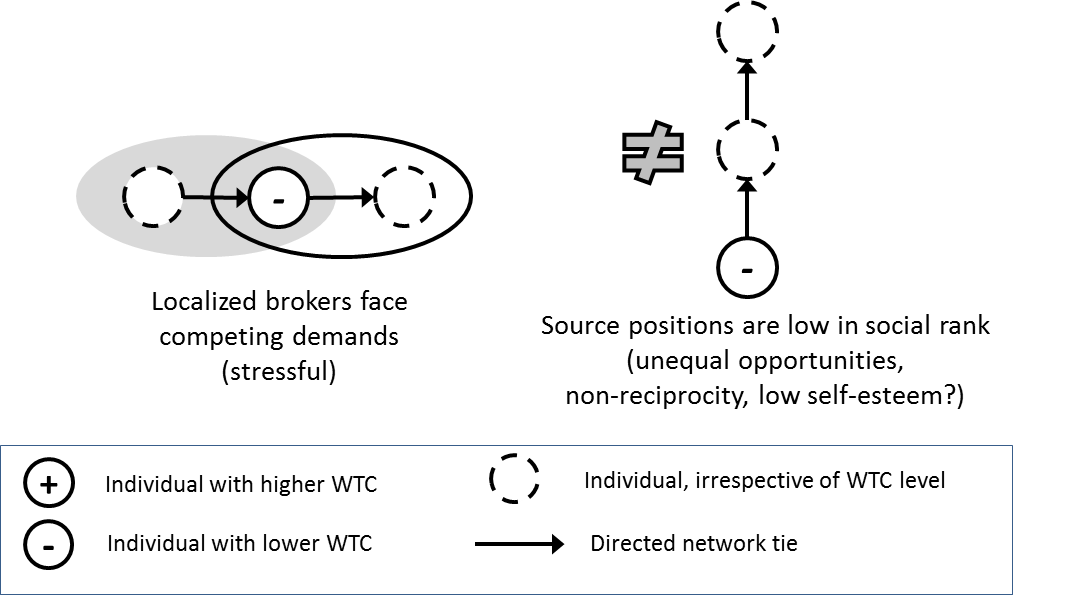 ≠
-
-
Localized brokers face
competing demands
(stressful)
Source positions are low in social rank
(unequal opportunities,
non-reciprocity, low self-esteem?)
+ Individual with higher WTC
Individual, irrespective of WTC level
- Individual with lower WTC
Directed network tie